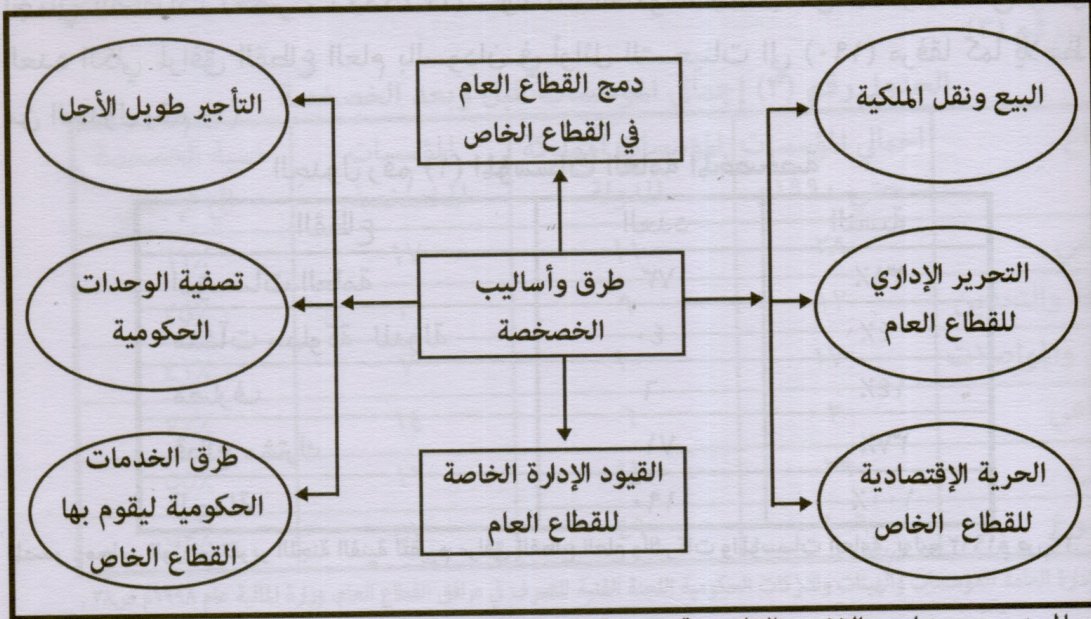 البيع ونقل الملكية
دمج القطاع العام
في القطاع الخاص
التأجير طويل الأجل
التحرير الإداري
للقطاع العام
طرق وأساليب
الخصخصة
تصفية الوحدات
الحكومية
الحرية الإقتصادية
للقطاع الخاص
القيود الإدارة الخاصة
للقطاع العام
طرق الخدمات
الحكومية ليقوم بها
القطاع الخاص